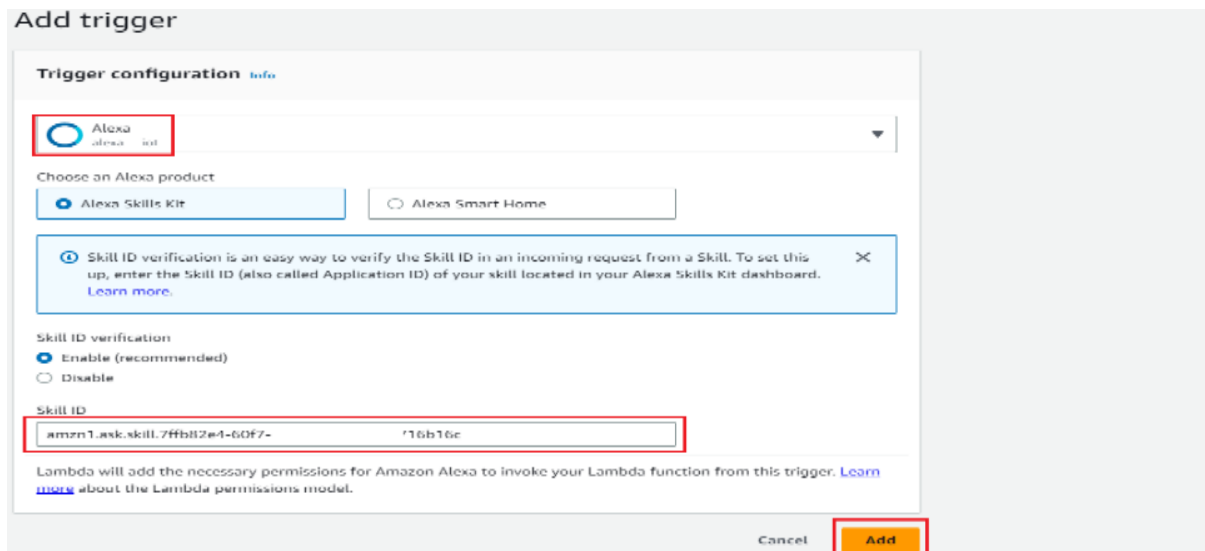 Add trigger
Trigger configuration Info
Alexa
alexa iot
Choose an Alexa product
Alexa Skills Kit
Alexa Smart Home
Skill ID verification is an easy way to verify the Skill ID in an incoming request from a Skill. To set this
up, enter the Skill ID (also called Application ID) of your skill located in your Alexa Skills Kit dashboard.
Learn more.
Skill ID verification
Enable (recommended)
Disable
Skill ID
amzn1.ask.skill.7ffb82e4-60f7- 16b16c
Lambda will add the necessary permissions for Amazon Alexa to invoke your Lambda function from this trigger. Learn
more about the Lambda permissions model.
Cancel
Add